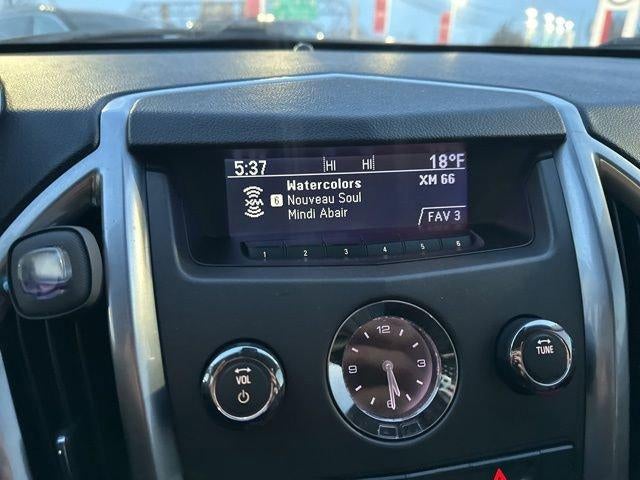 5:37 HI HI 18°F
Watercolors XM 66
XM 6 Nouveau Soul
Mindi Abair
FAV 3
1 2 3 4 5 6
12
3
9
6
VOL
TUNE